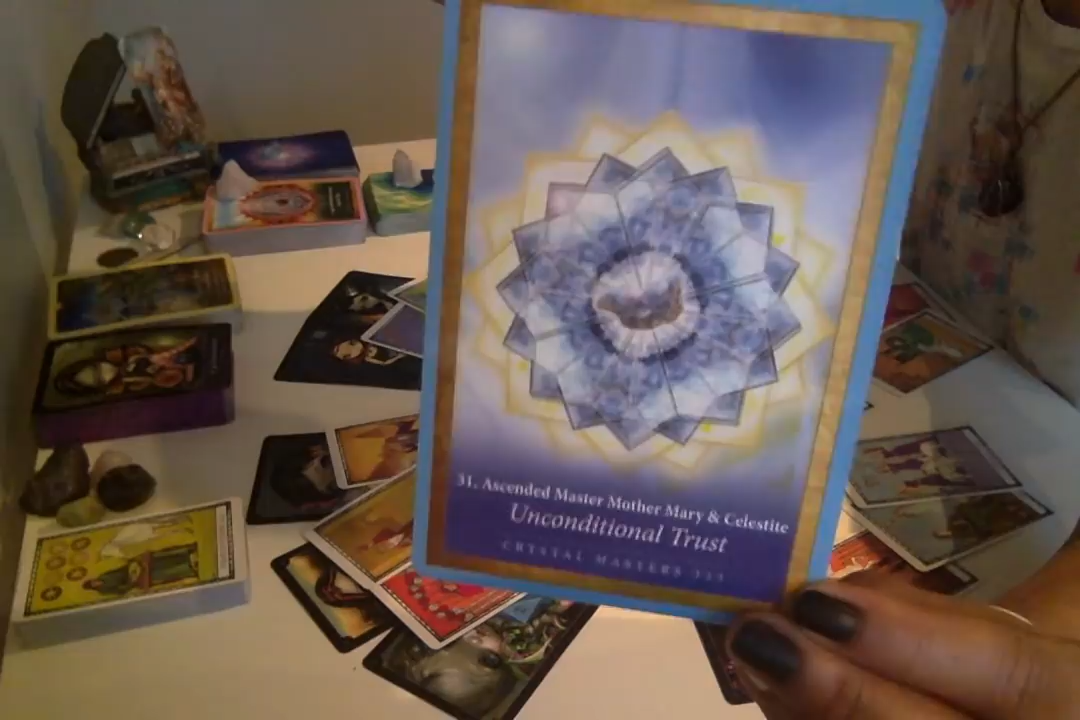 31. Ascended Master Mother Mary & Celestite
Unconditional Trust
CRYSTAL MASTERS 333